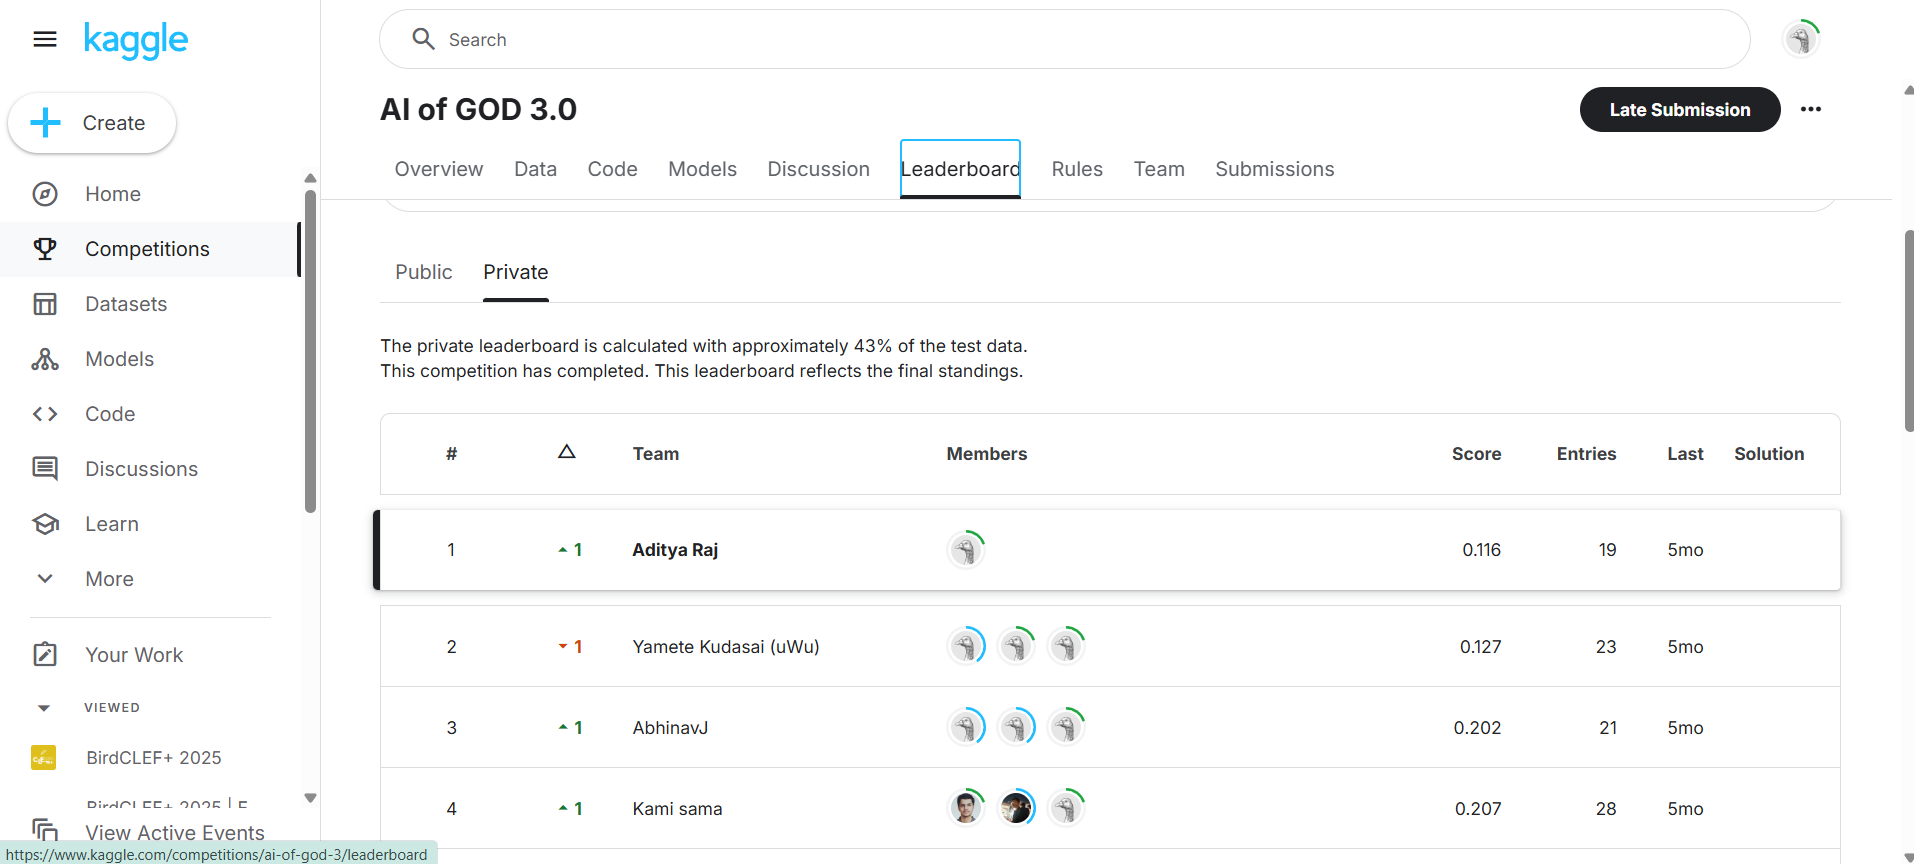 kaggle
Search
Create
AI of GOD 3.0
Late Submission
Overview Data Code Models Discussion Leaderboard Rules Team Submissions
Home
Competitions
Datasets
Models
Code
Discussions
Learn
More
Your Work
VIEWED
BirdCLEF+ 2025
BirdCLEF+ 2025 | F
View Active Events
Public Private
The private leaderboard is calculated with approximately 43% of the test data.
This competition has completed. This leaderboard reflects the final standings.
# △ Team Members Score Entries Last Solution
1 1 Aditya Raj 0.116 19 5mo
2 1 Yamete Kudasai (uWu) 0.127 23 5mo
3 1 AbhinavJ 0.202 21 5mo
4 1 Kami sama 0.207 28 5mo
https://www.kaggle.com/competitions/ai-of-god-3/leaderboard